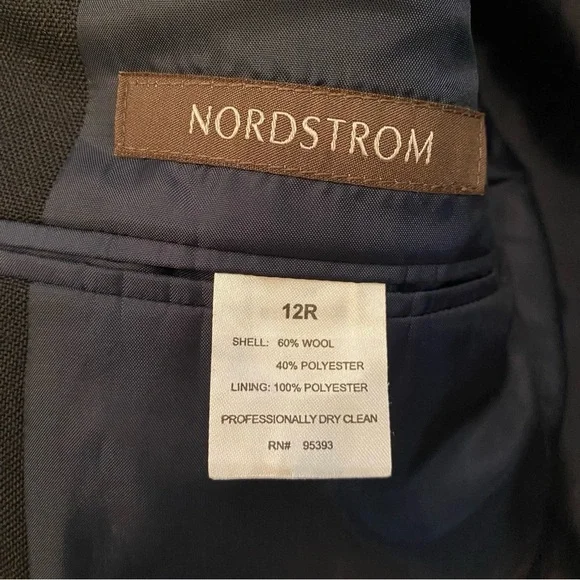 NORDSTROM
12R
SHELL: 60% WOOL
40% POLYESTER
LINING: 100% POLYESTER
PROFESSIONALLY DRY CLEAN
RN# 95393